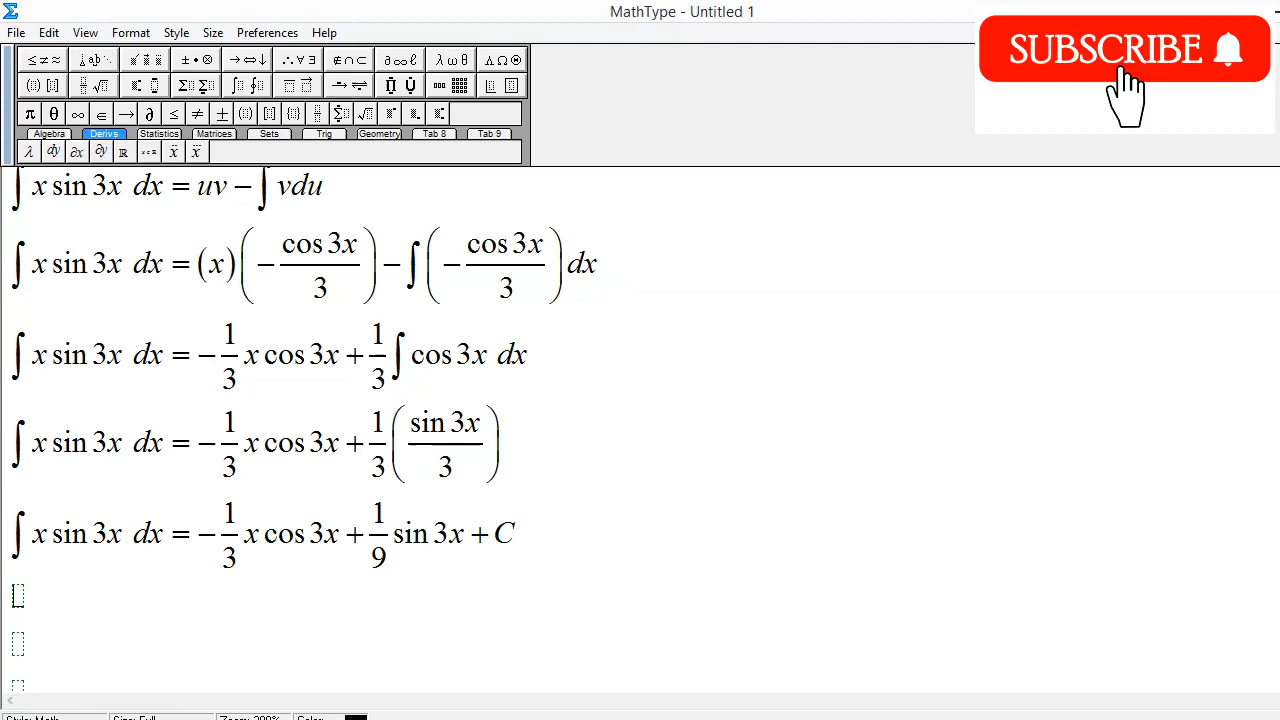 MathType - Untitled 1
File Edit View Format Style Size Preferences Help
SUBSCRIBE
Algebra Derivs Statistics Matrices Sets Trig Geometry Tab 8 Tab 9
∫ x sin 3x dx = uv − ∫ vdu
∫ x sin 3x dx = (x)(− cos 3x / 3) − ∫ (− cos 3x / 3) dx
∫ x sin 3x dx = − 1/3 x cos 3x + 1/3 ∫ cos 3x dx
∫ x sin 3x dx = − 1/3 x cos 3x + 1/3 (sin 3x / 3)
∫ x sin 3x dx = − 1/3 x cos 3x + 1/9 sin 3x + C